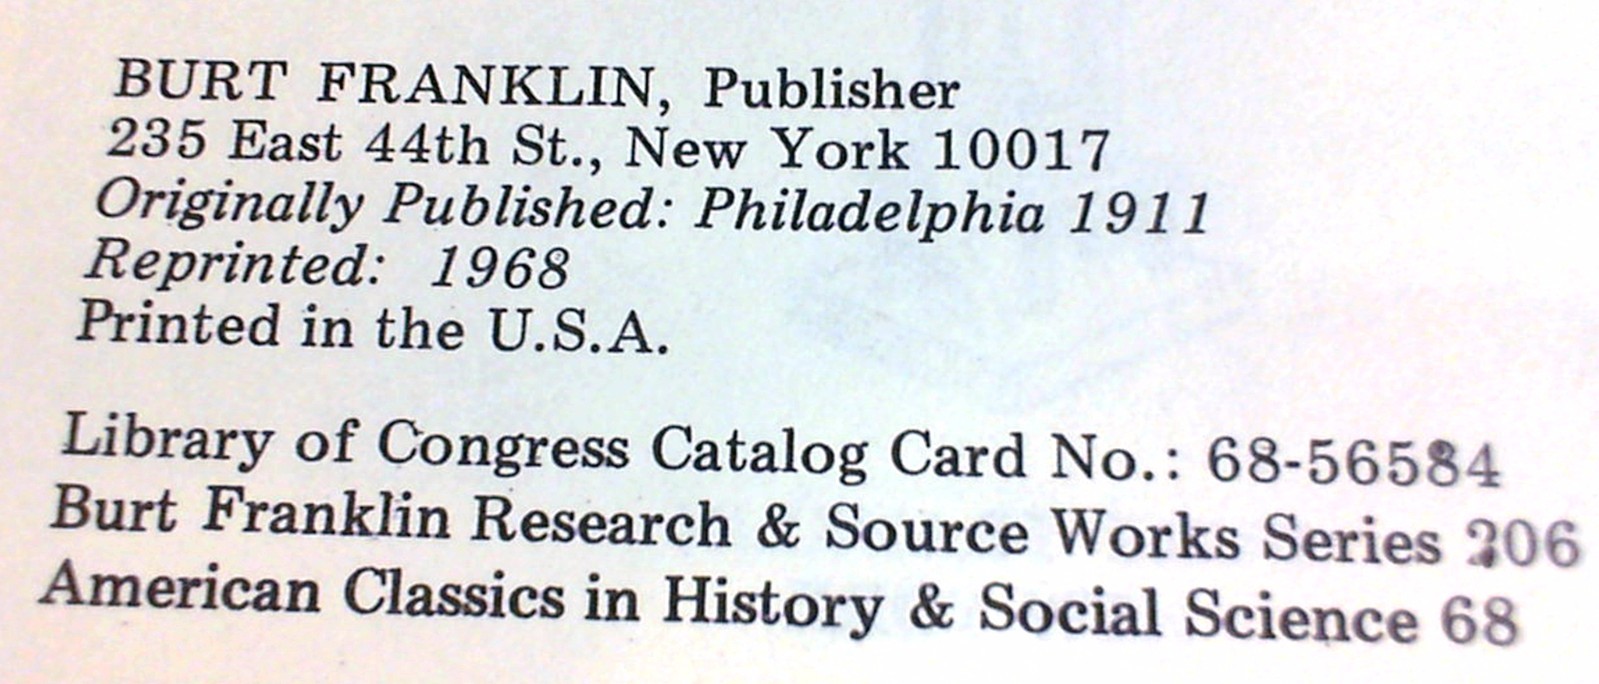 BURT FRANKLIN, Publisher
235 East 44th St., New York 10017
Originally Published: Philadelphia 1911
Reprinted: 1968
Printed in the U.S.A.
Library of Congress Catalog Card No.: 68-56584
Burt Franklin Research & Source Works Series 206
American Classics in History & Social Science 68